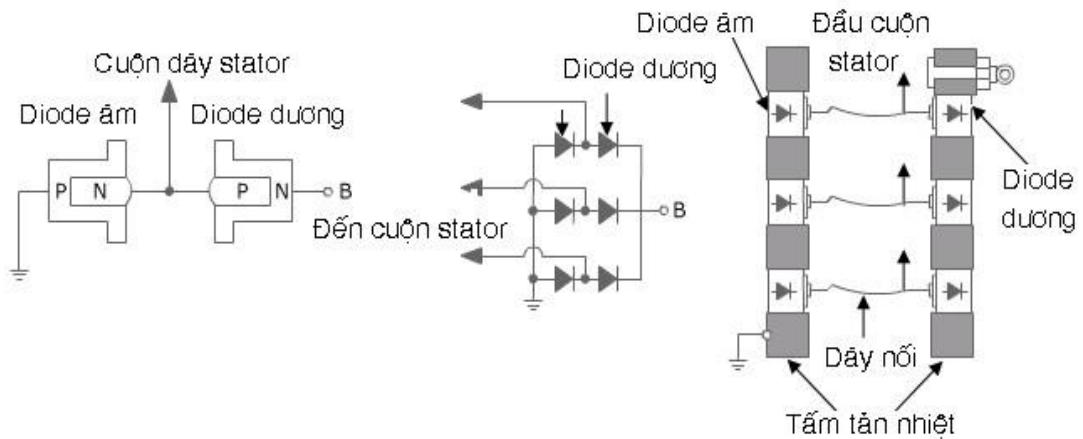 Cuộn dây stator
Diode âm
Diode dương
P
N
P
N
B
Diode dương
Đến cuộn stator
B
Diode âm
Đầu cuộn
stator
Diode
dương
Dây nối
Tấm tản nhiệt